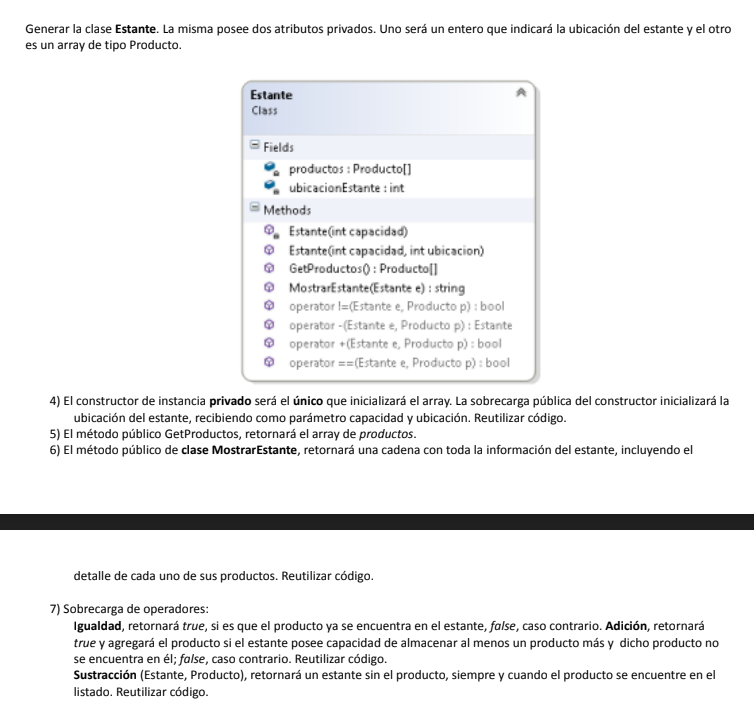 Generar la clase Estante. La misma posee dos atributos privados. Uno será un entero que indicará la ubicación del estante y el otro
es un array de tipo Producto.
Estante
Class
Fields
productos : Producto[]
ubicacionEstante : int
Methods
Estante(int capacidad)
Estante(int capacidad, int ubicacion)
GetProductos() : Producto[]
MostrarEstante(Estante e) : string
operator !=(Estante e, Producto p) : bool
operator -(Estante e, Producto p) : Estante
operator +(Estante e, Producto p) : bool
operator ==(Estante e, Producto p) : bool
4) El constructor de instancia privado será el único que inicializará el array. La sobrecarga pública del constructor inicializará la
ubicación del estante, recibiendo como parámetro capacidad y ubicación. Reutilizar código.
5) El método público GetProductos, retornará el array de productos.
6) El método público de clase MostrarEstante, retornará una cadena con toda la información del estante, incluyendo el
detalle de cada uno de sus productos. Reutilizar código.
7) Sobrecarga de operadores:
Igualdad, retornará true, si es que el producto ya se encuentra en el estante, false, caso contrario. Adición, retornará
true y agregará el producto si el estante posee capacidad de almacenar al menos un producto más y dicho producto no
se encuentra en él; false, caso contrario. Reutilizar código.
Sustracción (Estante, Producto), retornará un estante sin el producto, siempre y cuando el producto se encuentre en el
listado. Reutilizar código.